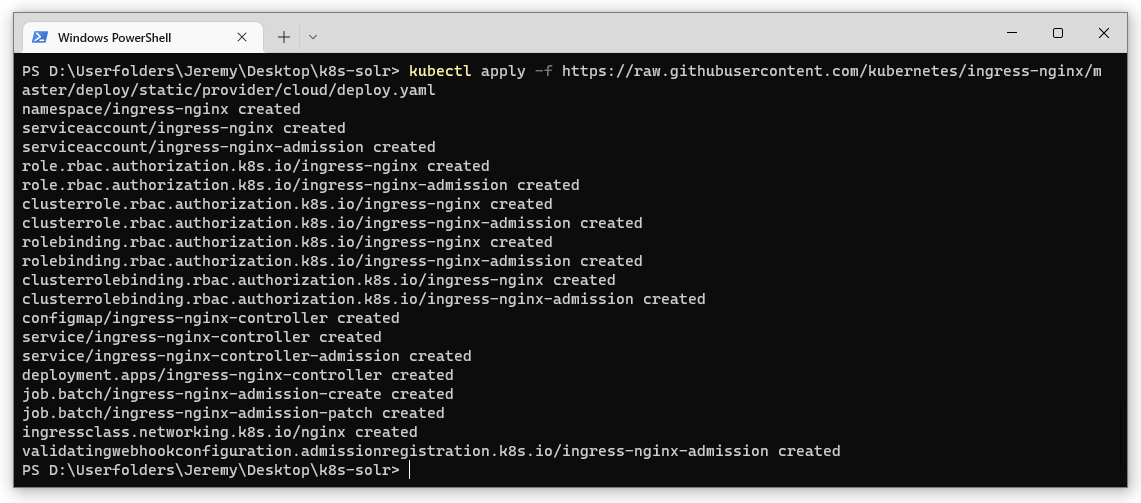 Windows PowerShell
PS D:\Userfolders\Jeremy\Desktop\k8s-solr> kubectl apply -f https://raw.githubusercontent.com/kubernetes/ingress-nginx/m
aster/deploy/static/provider/cloud/deploy.yaml
namespace/ingress-nginx created
serviceaccount/ingress-nginx created
serviceaccount/ingress-nginx-admission created
role.rbac.authorization.k8s.io/ingress-nginx created
role.rbac.authorization.k8s.io/ingress-nginx-admission created
clusterrole.rbac.authorization.k8s.io/ingress-nginx created
clusterrole.rbac.authorization.k8s.io/ingress-nginx-admission created
rolebinding.rbac.authorization.k8s.io/ingress-nginx created
rolebinding.rbac.authorization.k8s.io/ingress-nginx-admission created
clusterrolebinding.rbac.authorization.k8s.io/ingress-nginx created
clusterrolebinding.rbac.authorization.k8s.io/ingress-nginx-admission created
configmap/ingress-nginx-controller created
service/ingress-nginx-controller created
service/ingress-nginx-controller-admission created
deployment.apps/ingress-nginx-controller created
job.batch/ingress-nginx-admission-create created
job.batch/ingress-nginx-admission-patch created
ingressclass.networking.k8s.io/nginx created
validatingwebhookconfiguration.admissionregistration.k8s.io/ingress-nginx-admission created
PS D:\Userfolders\Jeremy\Desktop\k8s-solr>